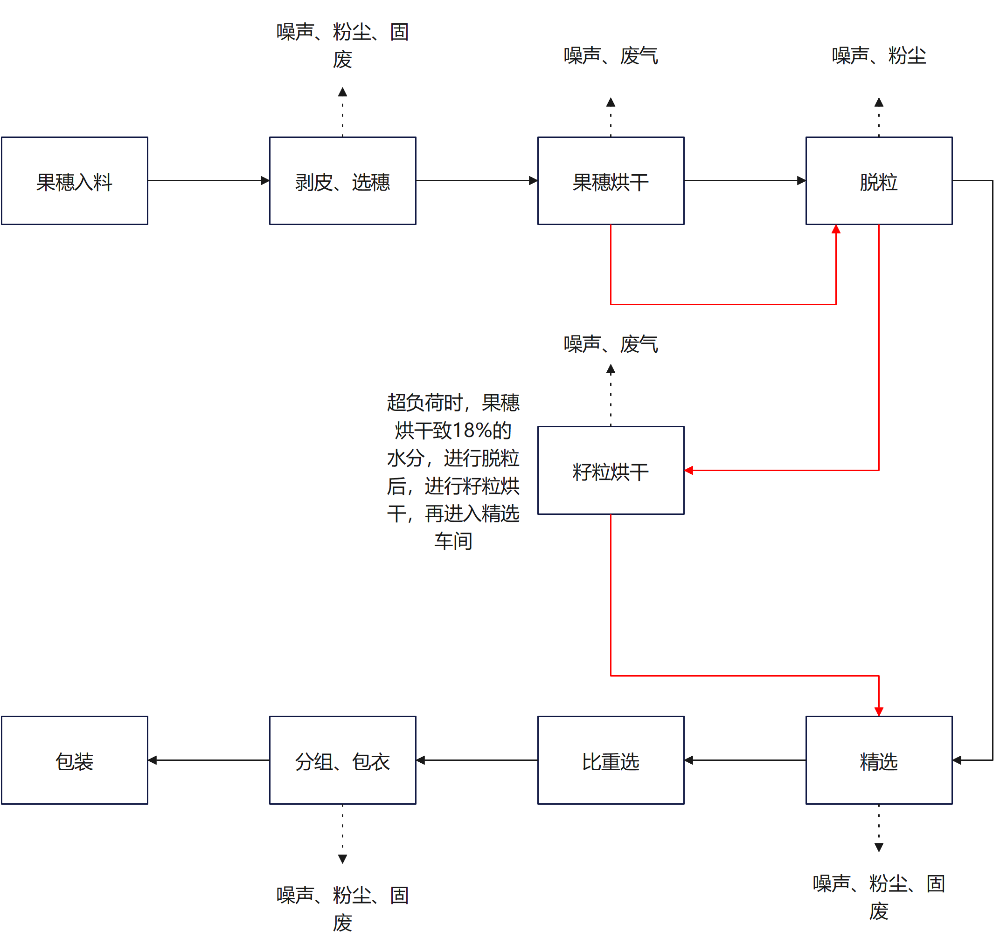 噪声、粉尘、固
废
噪声、废气
噪声、粉尘
果穗入料
剥皮、选穗
果穗烘干
脱粒
噪声、废气
超负荷时，果穗
烘干致18%的
水分，进行脱粒
后，进行籽粒烘
干，再进入精选
车间
籽粒烘干
包装
分组、包衣
比重选
精选
噪声、粉尘、固
废
噪声、粉尘、固
废